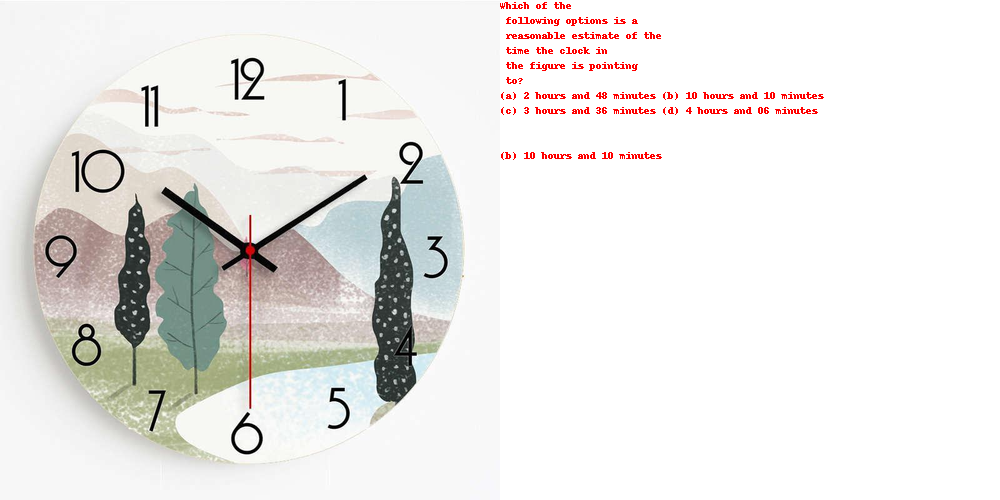 12
11
1
10
2
9
3
8
4
7
5
6
Which of the
following options is a
reasonable estimate of the
time the clock in
the figure is pointing
to?
(a) 2 hours and 48 minutes (b) 10 hours and 10 minutes
(c) 3 hours and 36 minutes (d) 4 hours and 06 minutes
(b) 10 hours and 10 minutes